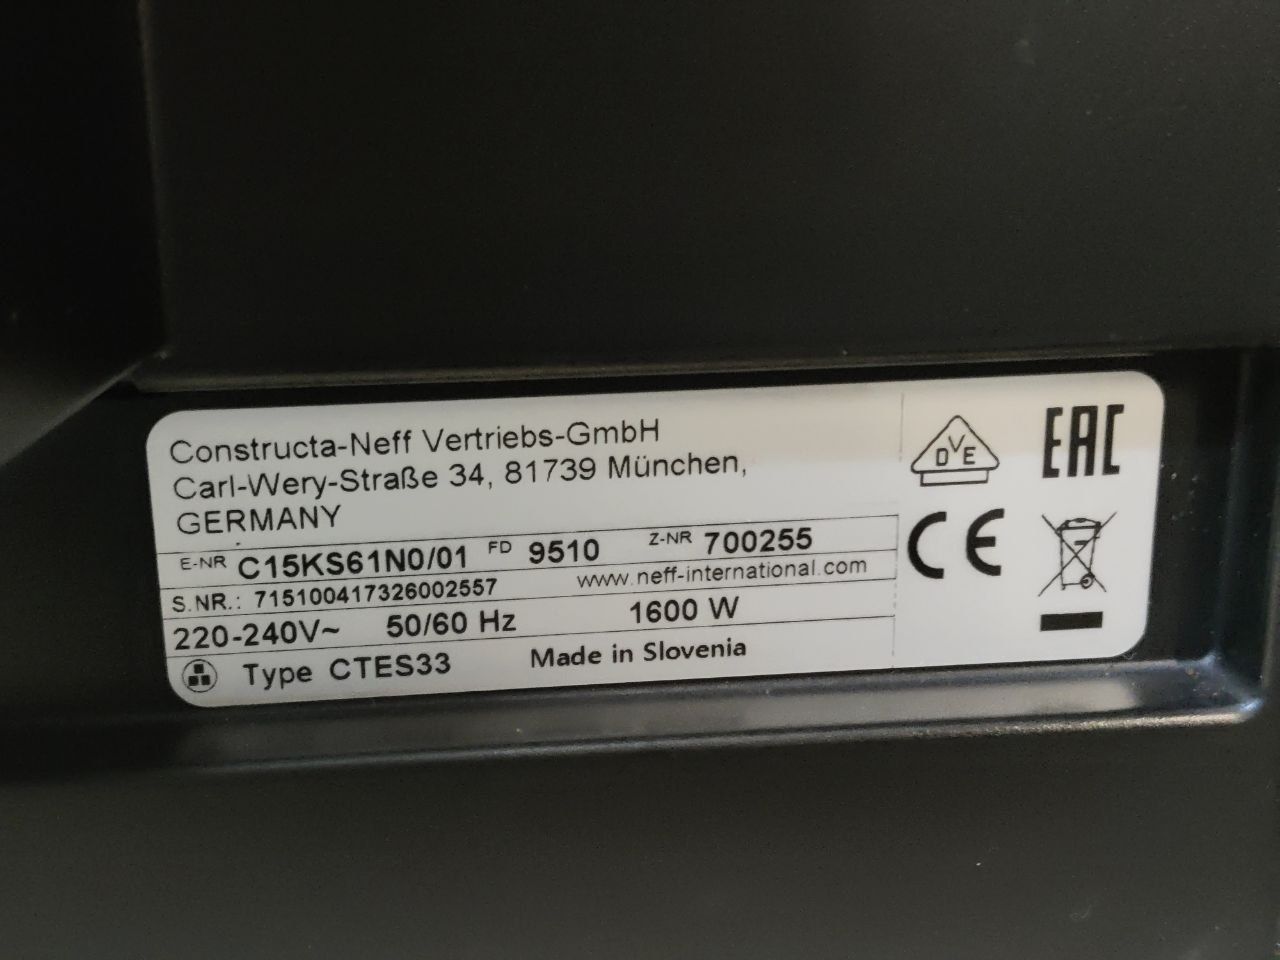 Constructa-Neff Vertriebs-GmbH
Carl-Wery-Straße 34, 81739 München,
GERMANY
E-NR C15KS61N0/01 FD 9510 Z-NR 700255
S.NR.: 715100417326002557 www.neff-international.com
220-240V~ 50/60 Hz 1600 W
Type CTES33 Made in Slovenia
DVE
EAC
CE